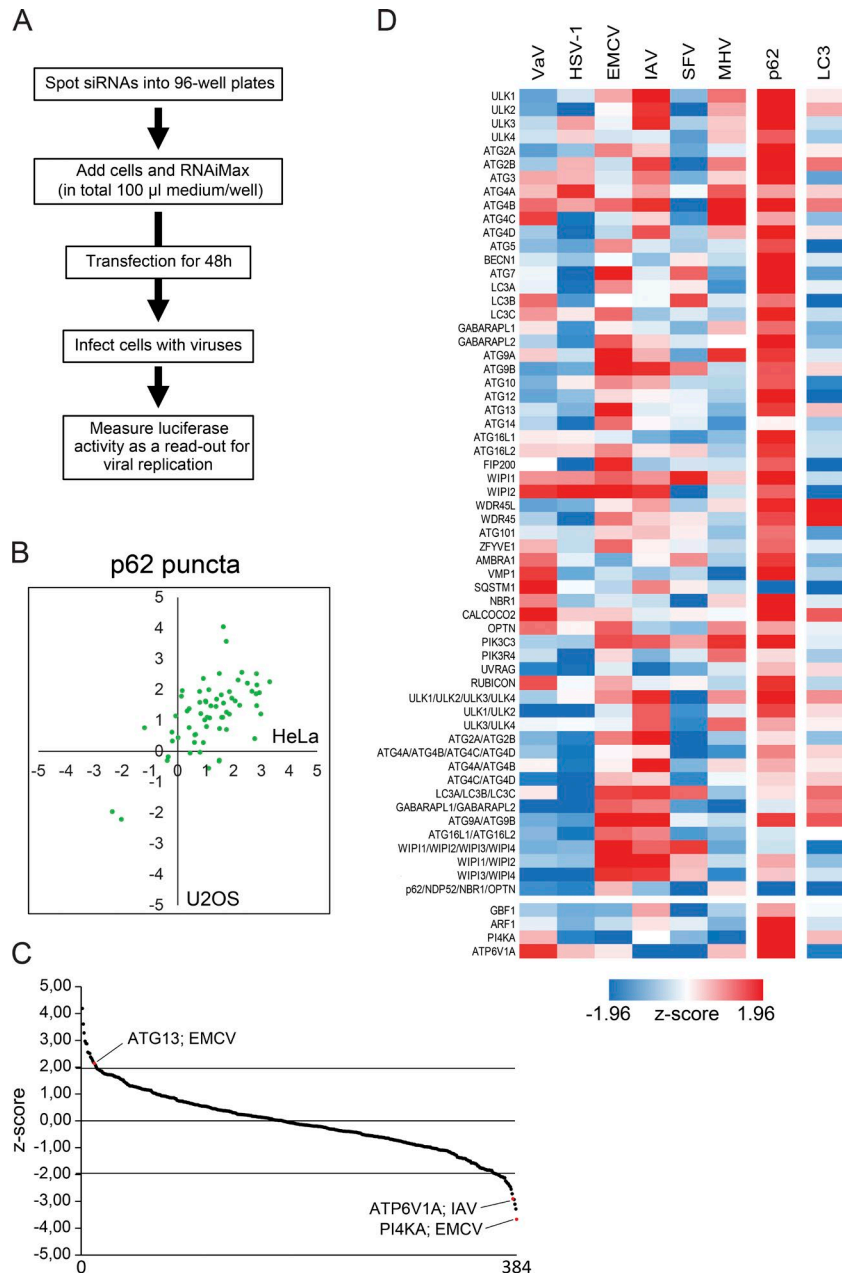 A
Spot siRNAs into 96-well plates
Add cells and RNAiMax
(in total 100 µl medium/well)
Transfection for 48h
Infect cells with viruses
Measure luciferase
activity as a read-out for
viral replication
B
p62 puncta
5
4
3
2
1
0
-1
-2
-3
-4
-5
-5 -4 -3 -2 -1 0 1 2 3 4 5
HeLa
U2OS
C
5,00
4,00
3,00
2,00
1,00
0,00
-1,00
-2,00
-3,00
-4,00
-5,00
z-score
ATG13; EMCV
ATP6V1A; IAV
PI4KA; EMCV
0 384
D
VaV HSV-1 EMCV IAV SFV MHV p62 LC3
ULK1
ULK2
ULK3
ULK4
ATG2A
ATG2B
ATG3
ATG4A
ATG4B
ATG4C
ATG4D
ATG5
BECN1
ATG7
LC3A
LC3B
LC3C
GABARAPL1
GABARAPL2
ATG9A
ATG9B
ATG10
ATG12
ATG13
ATG14
ATG16L1
ATG16L2
FIP200
WIPI1
WIPI2
WDR45L
WDR45
ATG101
ZFYVE1
AMBRA1
VMP1
SQSTM1
NBR1
CALCOCO2
OPTN
PIK3C3
PIK3R4
UVRAG
RUBICON
ULK1/ULK2/ULK3/ULK4
ULK1/ULK2
ULK3/ULK4
ATG2A/ATG2B
ATG4A/ATG4B/ATG4C/ATG4D
ATG4A/ATG4B
ATG4C/ATG4D
LC3A/LC3B/LC3C
GABARAPL1/GABARAPL2
ATG9A/ATG9B
ATG16L1/ATG16L2
WIPI1/WIPI2/WIPI3/WIPI4
WIPI1/WIPI2
WIPI3/WIPI4
p62/NDP52/NBR1/OPTN
GBF1
ARF1
PI4KA
ATP6V1A
-1.96 z-score 1.96